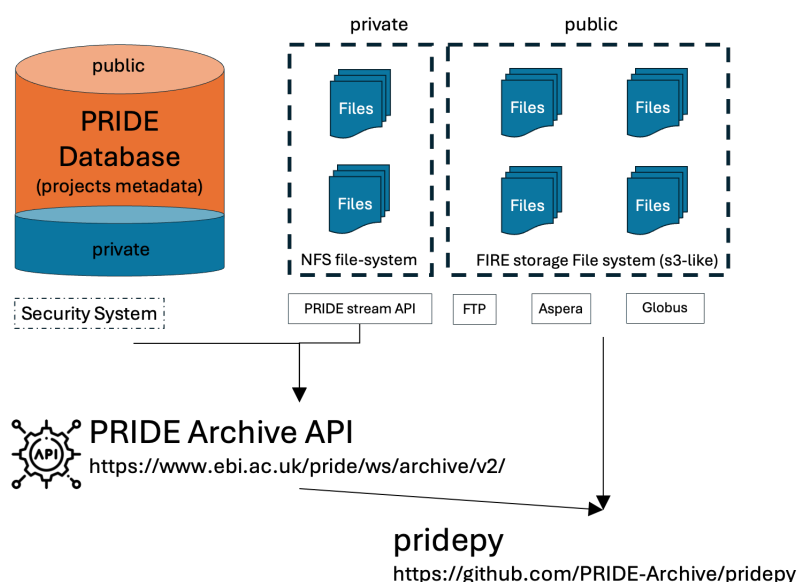 private
public
public
PRIDE
Database
(projects metadata)
private
Files
Files
Files
Files
Files
Files
NFS file-system
FIRE storage File system (s3-like)
Security System
PRIDE stream API
FTP
Aspera
Globus
API
PRIDE Archive API
https://www.ebi.ac.uk/pride/ws/archive/v2/
pridepy
https://github.com/PRIDE-Archive/pridepy